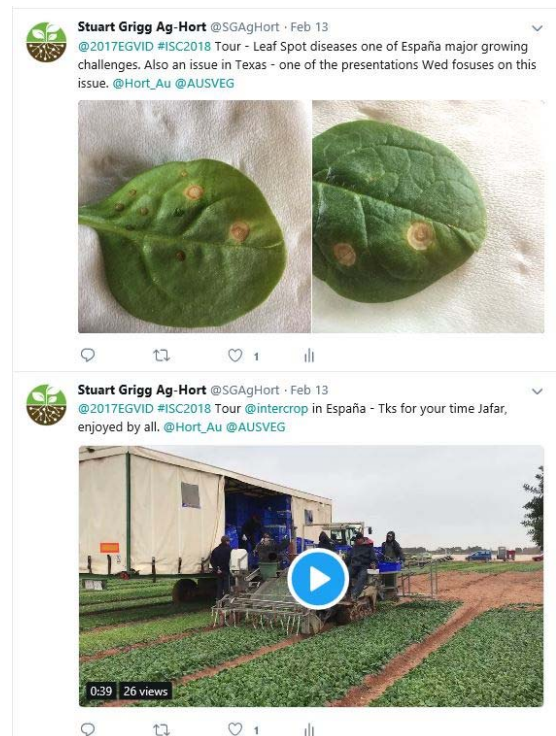 Stuart Grigg Ag-Hort @SGAgHort · Feb 13
@2017EGVID #ISC2018 Tour - Leaf Spot diseases one of España major growing
challenges. Also an issue in Texas - one of the presentations Wed fosuses on this
issue. @Hort_Au @AUSVEG
1
Stuart Grigg Ag-Hort @SGAgHort · Feb 13
@2017EGVID #ISC2018 Tour @intercrop in España - Tks for your time Jafar,
enjoyed by all. @Hort_Au @AUSVEG
0:39 26 views
1